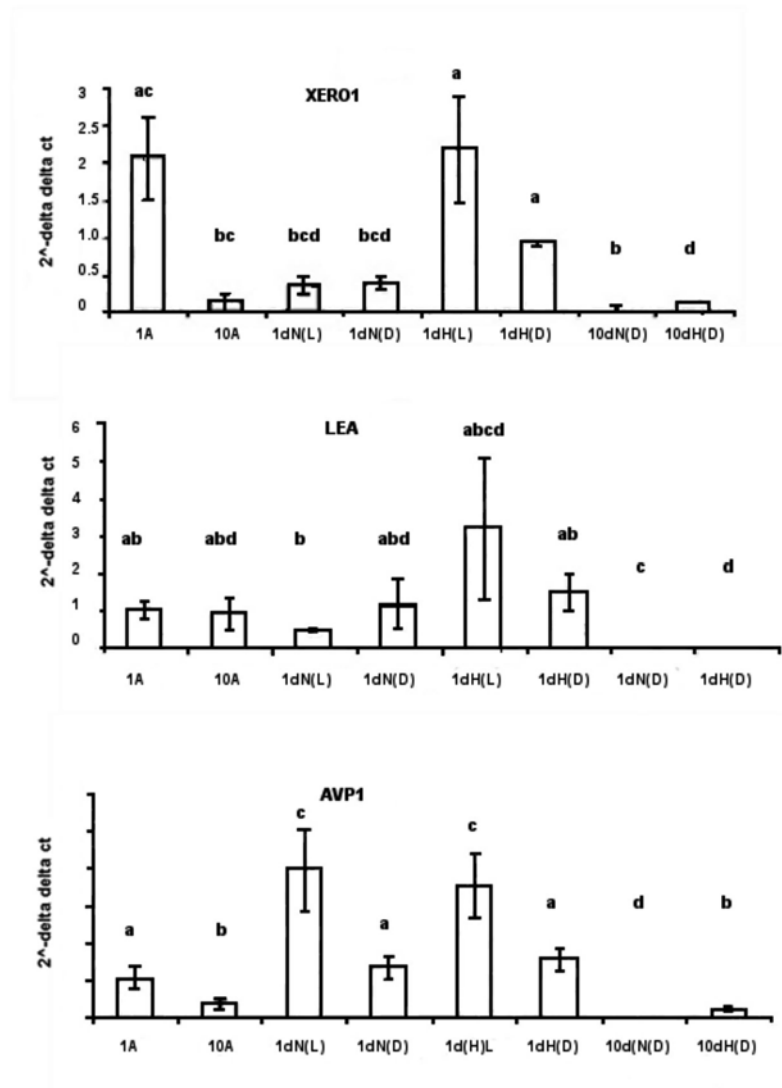 XERO1
2^-delta delta ct
3
2.5
2
1.5
1.0
0.5
0
ac
bc
bcd
bcd
a
a
b
d
1A 10A 1dN(L) 1dN(D) 1dH(L) 1dH(D) 10dN(D) 10dH(D)
LEA
2^-delta delta ct
6
5
4
3
2
1
0
ab
abd
b
abd
abcd
ab
c
d
1A 10A 1dN(L) 1dN(D) 1dH(L) 1dH(D) 1dN(D) 1dH(D)
AVP1
2^-delta delta ct
a
b
c
a
c
a
d
b
1A 10A 1dN(L) 1dN(D) 1d(H)L 1dH(D) 10d(N(D) 10dH(D)